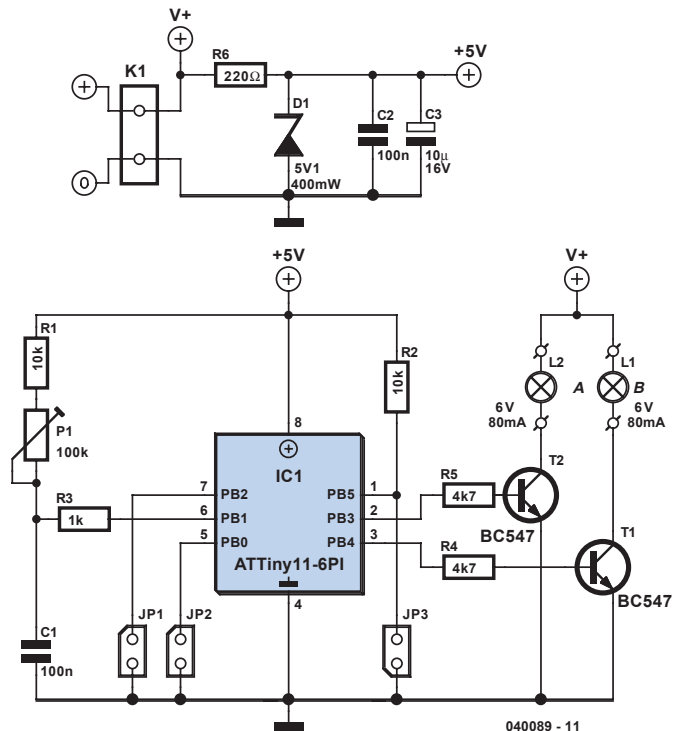 V+
K1
R6
220Ω
+5V
D1
5V1
400mW
C2
100n
C3
10µ
16V
0
+5V
V+
R1
10k
P1
100k
R3
1k
C1
100n
R2
10k
8
IC1
7
PB2
PB5
1
6
PB1
PB3
2
5
PB0
PB4
3
ATTiny11-6PI
4
JP1
JP2
JP3
R5
4k7
R4
4k7
L2
A
L1
B
6V
80mA
6V
80mA
T2
BC547
T1
BC547
040089 - 11